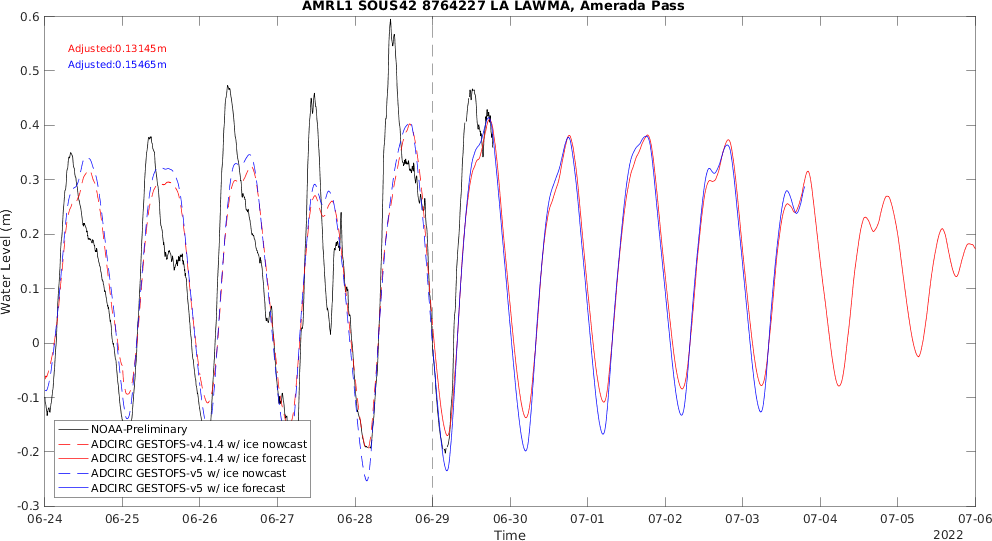 AMRL1 SOUS42 8764227 LA LAWMA, Amerada Pass
Adjusted:0.13145m
Adjusted:0.15465m
0.6
0.5
0.4
0.3
0.2
0.1
0
-0.1
-0.2
-0.3
Water Level (m)
NOAA-Preliminary
ADCIRC GESTOFS-v4.1.4 w/ ice nowcast
ADCIRC GESTOFS-v4.1.4 w/ ice forecast
ADCIRC GESTOFS-v5 w/ ice nowcast
ADCIRC GESTOFS-v5 w/ ice forecast
06-24 06-25 06-26 06-27 06-28 06-29 06-30 07-01 07-02 07-03 07-04 07-05 07-06
Time
2022